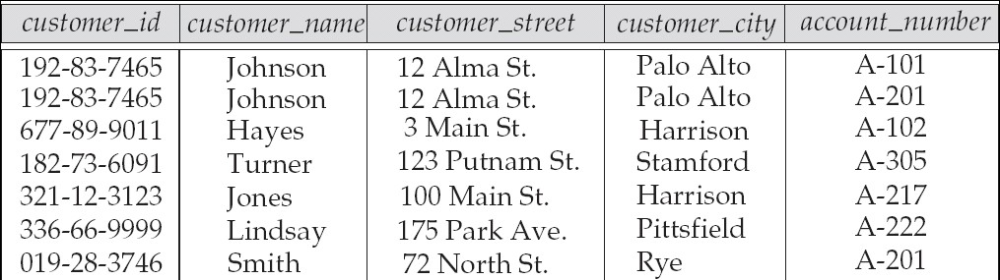 customer_id customer_name customer_street customer_city account_number
192-83-7465 Johnson 12 Alma St. Palo Alto A-101
192-83-7465 Johnson 12 Alma St. Palo Alto A-201
677-89-9011 Hayes 3 Main St. Harrison A-102
182-73-6091 Turner 123 Putnam St. Stamford A-305
321-12-3123 Jones 100 Main St. Harrison A-217
336-66-9999 Lindsay 175 Park Ave. Pittsfield A-222
019-28-3746 Smith 72 North St. Rye A-201